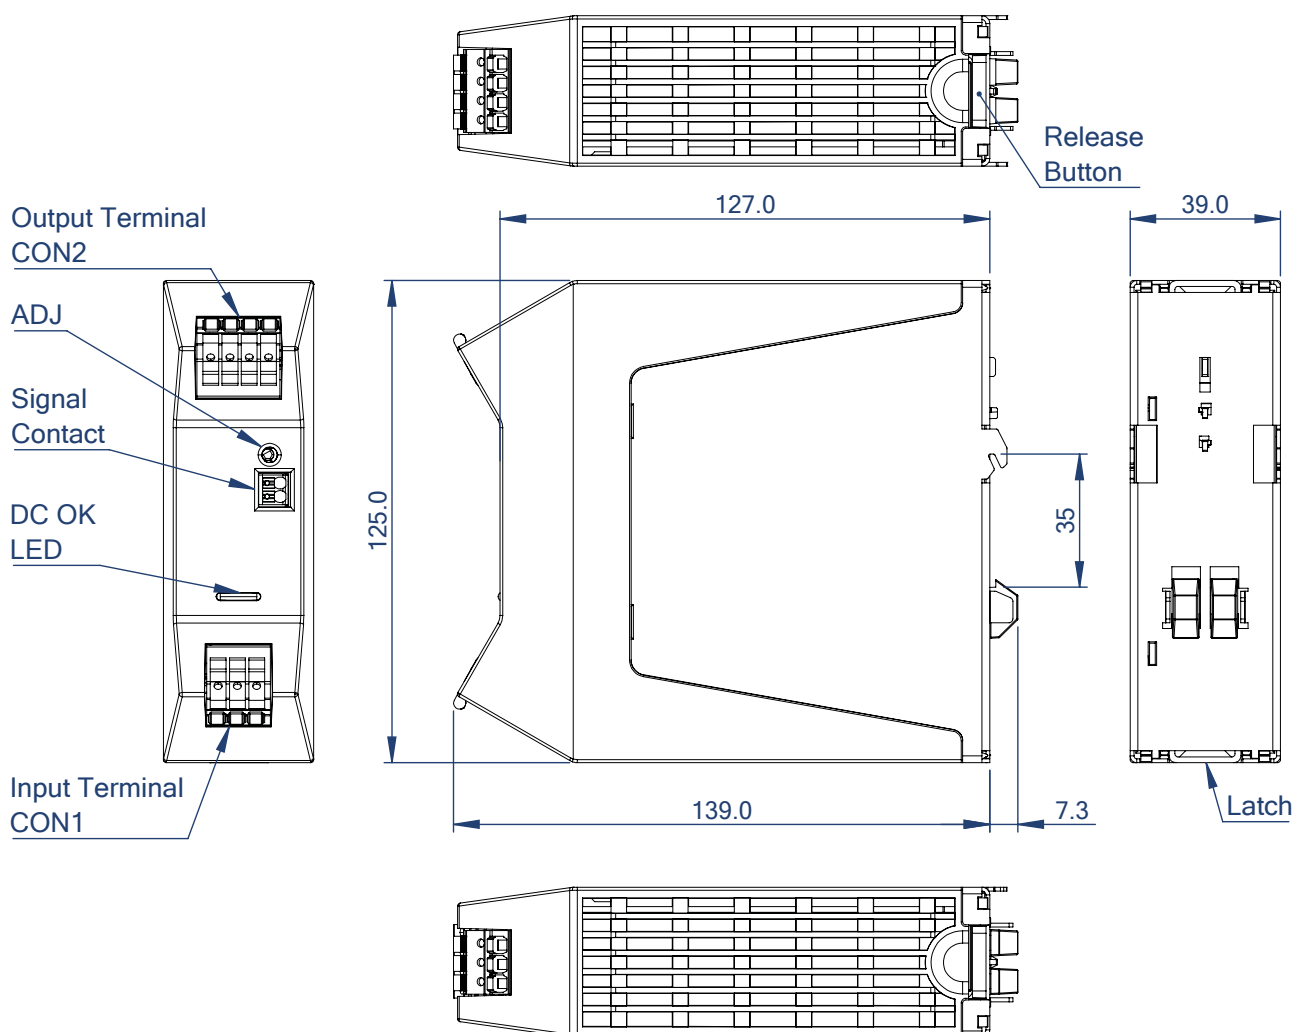 Release
Button
127.0
39.0
Output Terminal
CON2
ADJ
Signal
Contact
DC OK
LED
125.0
35
Input Terminal
CON1
139.0
7.3
Latch